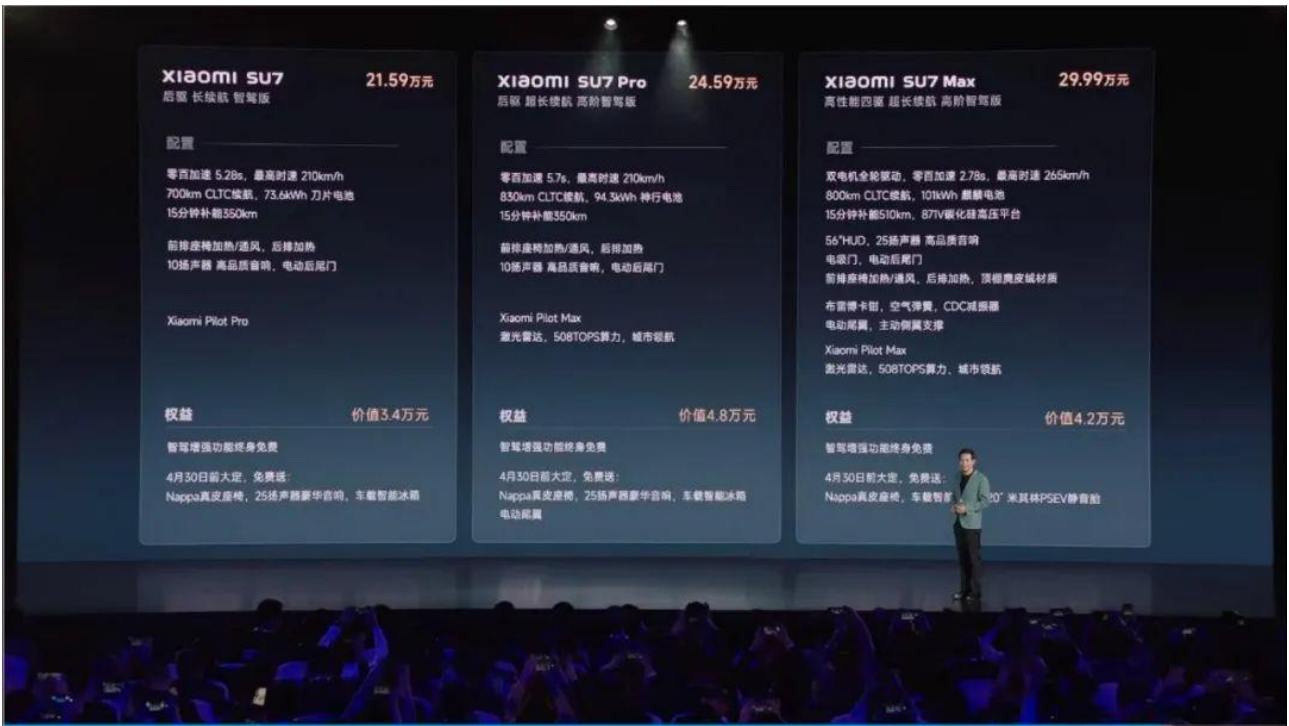 XIAOMI SU7 21.59万元
后驱 长续航 智驾版
配置
零百加速 5.28s，最高时速 210km/h
700km CLTC续航，73.6kWh 刀片电池
15分钟补能350km
前排座椅加热/通风，后排加热
10扬声器 高品质音响，电动后尾门
Xiaomi Pilot Pro
权益 价值3.4万元
智驾增强功能终身免费
4月30日前大定，免费送：
Nappa真皮座椅，25扬声器豪华音响，车载智能冰箱
XIAOMI SU7 Pro 24.59万元
后驱 超长续航 高阶智驾版
配置
零百加速 5.7s，最高时速 210km/h
830km CLTC续航，94.3kWh 神行电池
15分钟补能350km
前排座椅加热/通风，后排加热
10扬声器 高品质音响，电动后尾门
Xiaomi Pilot Max
激光雷达，508TOPS算力，城市领航
权益 价值4.8万元
智驾增强功能终身免费
4月30日前大定，免费送：
Nappa真皮座椅，25扬声器豪华音响，车载智能冰箱
电动尾翼
XIAOMI SU7 Max 29.99万元
高性能四驱 超长续航 高阶智驾版
配置
双电机全轮驱动，零百加速 2.78s，最高时速 265km/h
800km CLTC续航，101kWh 麒麟电池
15分钟补能510km，871V碳化硅高压平台
56"HUD，25扬声器 高品质音响
电吸门，电动后尾门
前排座椅加热/通风，后排加热，顶棚麂皮绒材质
布雷博卡钳，空气弹簧，CDC减振器
电动尾翼，主动侧翼支撑
Xiaomi Pilot Max
激光雷达，508TOPS算力，城市领航
权益 价值4.2万元
智驾增强功能终身免费
4月30日前大定，免费送：
Nappa真皮座椅，车载智能 20" 米其林PSEV静音胎